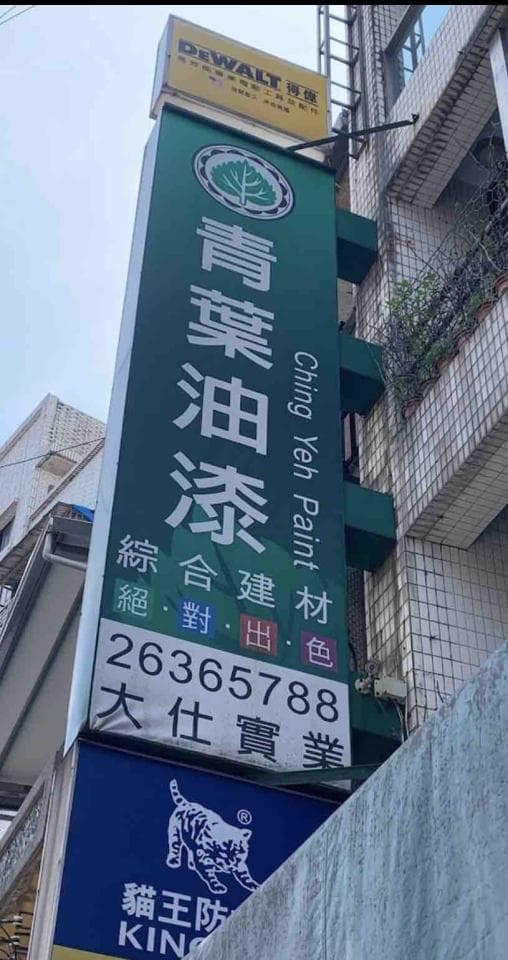 DEWALT 得偉
青葉油漆
Ching Yeh Paint
綜合建材
絕·對·出·色
26365788
大仕實業
®
貓王防
KING